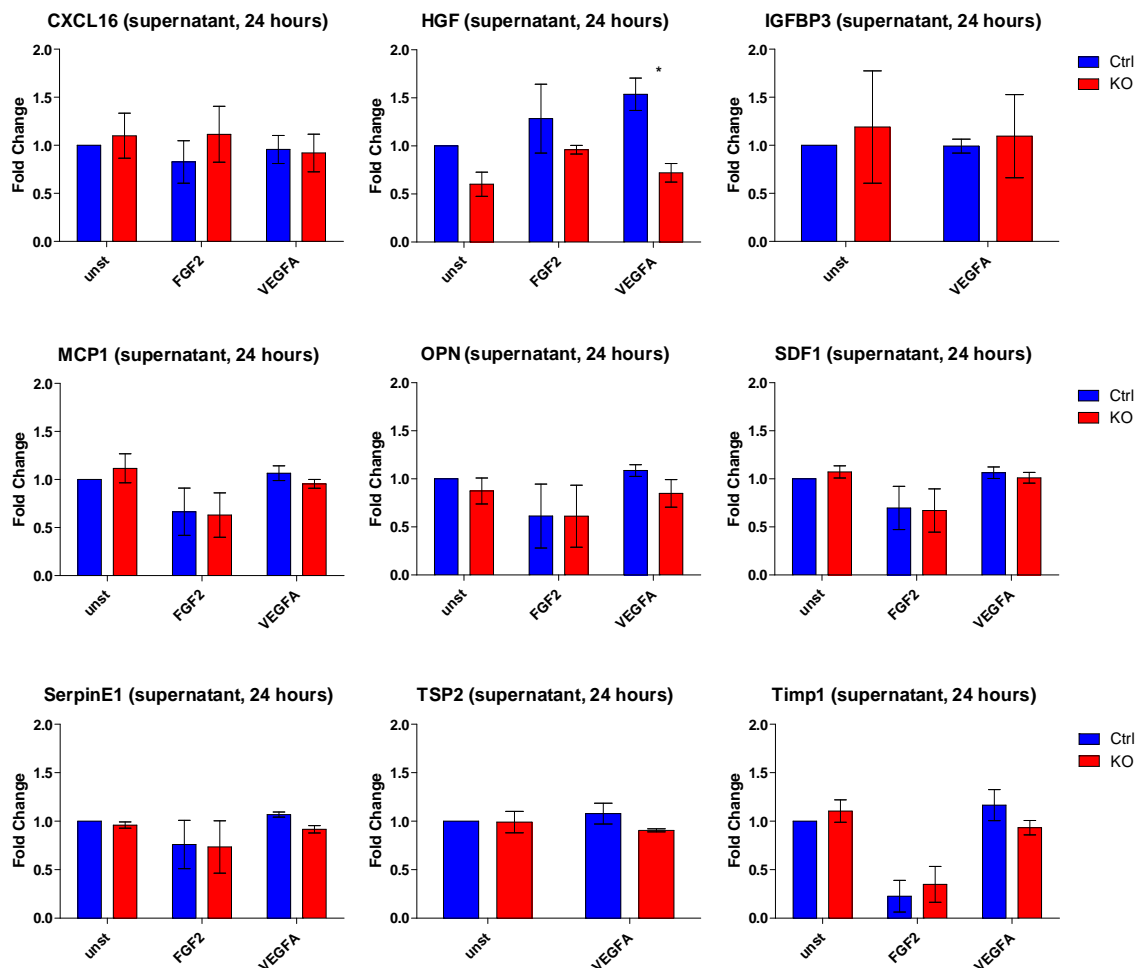 CXCL16 (supernatant, 24 hours)
HGF (supernatant, 24 hours)
IGFBP3 (supernatant, 24 hours)
Fold Change
2.0
1.5
1.0
0.5
0.0
unst
FGF2
VEGFA
Fold Change
2.0
1.5
1.0
0.5
0.0
*
unst
FGF2
VEGFA
Fold Change
2.0
1.5
1.0
0.5
0.0
unst
VEGFA
Ctrl
KO
MCP1 (supernatant, 24 hours)
OPN (supernatant, 24 hours)
SDF1 (supernatant, 24 hours)
Fold Change
2.0
1.5
1.0
0.5
0.0
unst
FGF2
VEGFA
Fold Change
2.0
1.5
1.0
0.5
0.0
unst
FGF2
VEGFA
Fold Change
2.0
1.5
1.0
0.5
0.0
unst
FGF2
VEGFA
Ctrl
KO
SerpinE1 (supernatant, 24 hours)
TSP2 (supernatant, 24 hours)
Timp1 (supernatant, 24 hours)
Fold Change
2.0
1.5
1.0
0.5
0.0
unst
FGF2
VEGFA
Fold Change
2.0
1.5
1.0
0.5
0.0
unst
VEGFA
Fold Change
2.0
1.5
1.0
0.5
0.0
unst
FGF2
VEGFA
Ctrl
KO